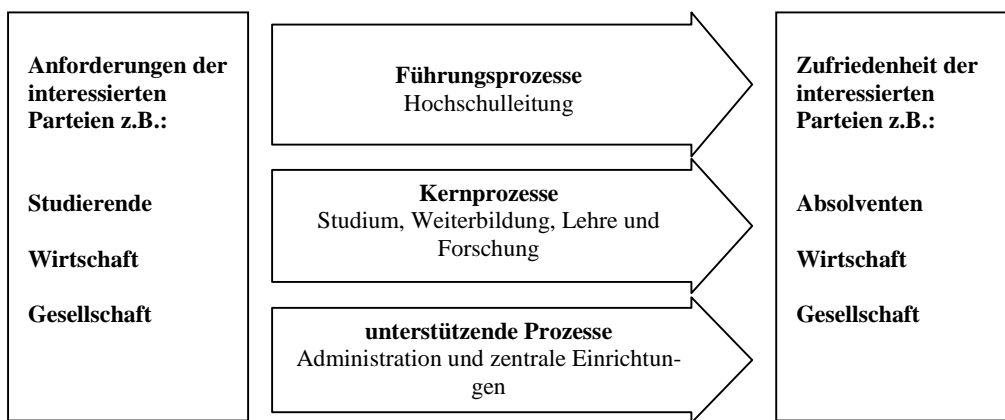 Anforderungen der
interessierten
Parteien z.B.:
Studierende
Wirtschaft
Gesellschaft
Führungsprozesse
Hochschulleitung
Kernprozesse
Studium, Weiterbildung, Lehre und
Forschung
unterstützende Prozesse
Administration und zentrale Einrichtun-
gen
Zufriedenheit der
interessierten
Parteien z.B.:
Absolventen
Wirtschaft
Gesellschaft